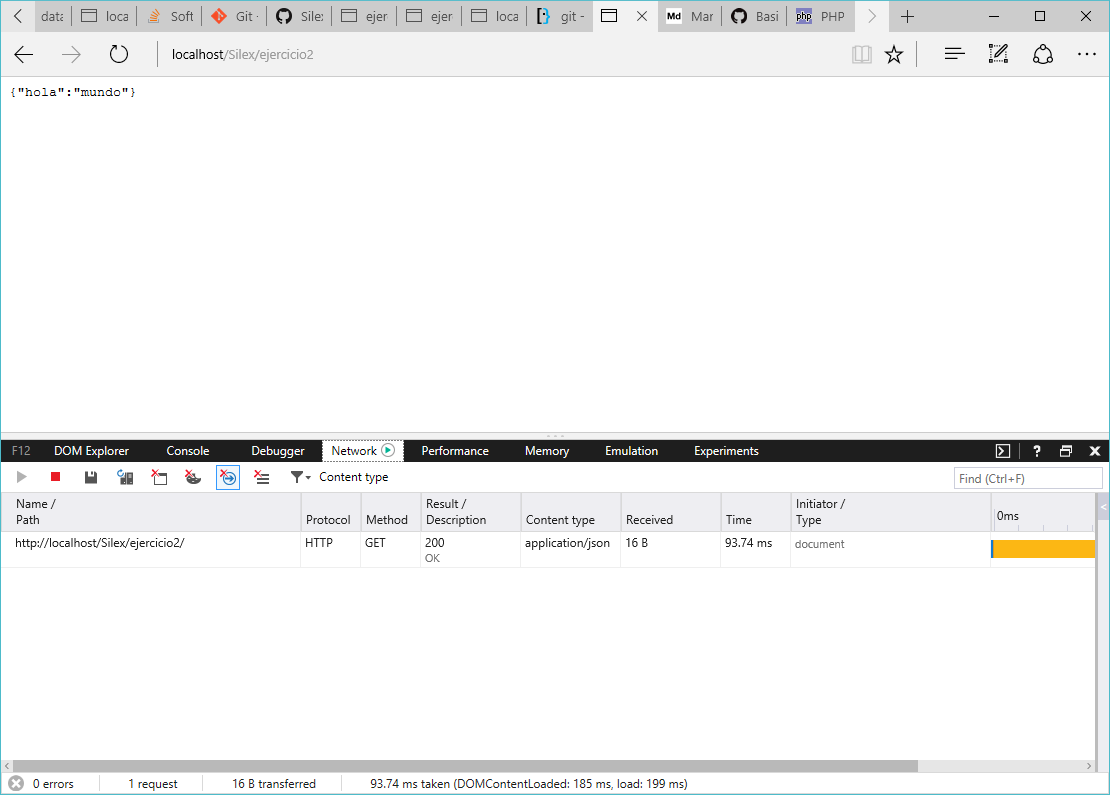 data loca Soft Git - Silex ejer ejer loca git - Md Mar Basi php PHP
localhost/Silex/ejercicio2
{"hola":"mundo"}
F12 DOM Explorer Console Debugger Network Performance Memory Emulation Experiments ?
Content type Find (Ctrl+F)
Name / Path Protocol Method Result / Description Content type Received Time Initiator / Type 0ms
http://localhost/Silex/ejercicio2/ HTTP GET 200 application/json 16 B 93.74 ms document
OK
0 errors 1 request 16 B transferred 93.74 ms taken (DOMContentLoaded: 185 ms, load: 199 ms)